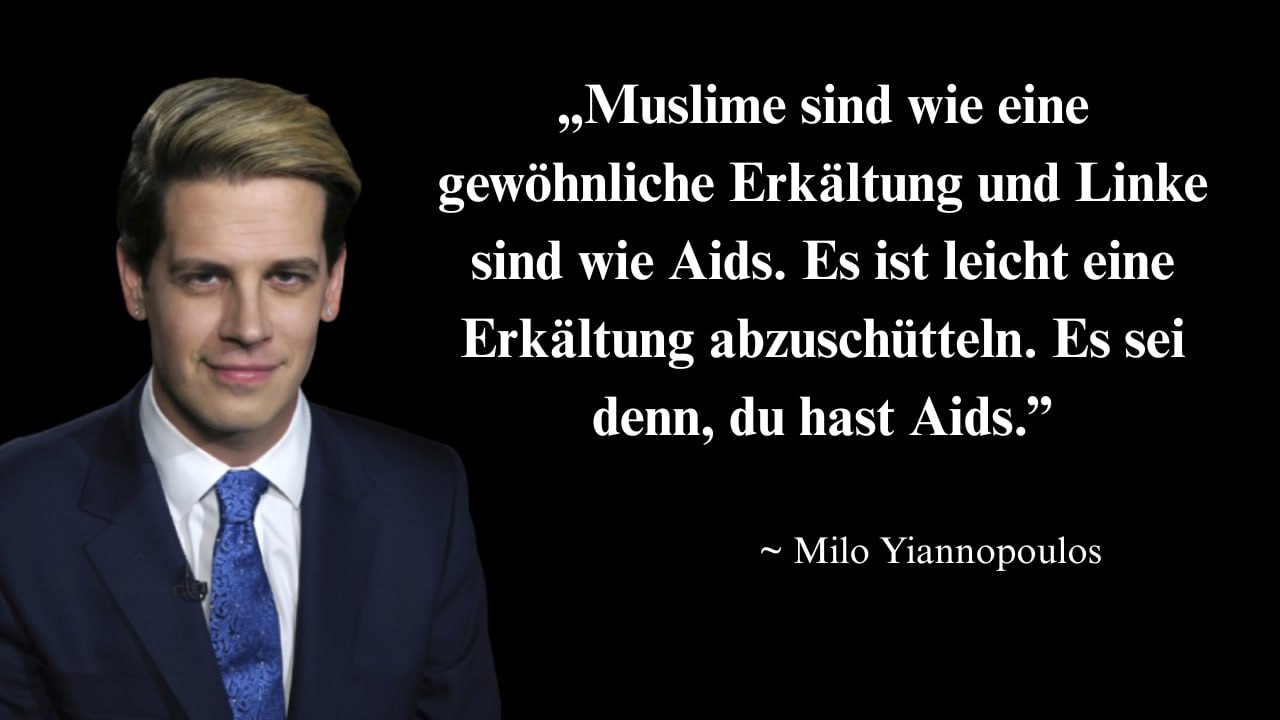 „Muslime sind wie eine
gewöhnliche Erkältung und Linke
sind wie Aids. Es ist leicht eine
Erkältung abzuschütteln. Es sei
denn, du hast Aids.”
~ Milo Yiannopoulos